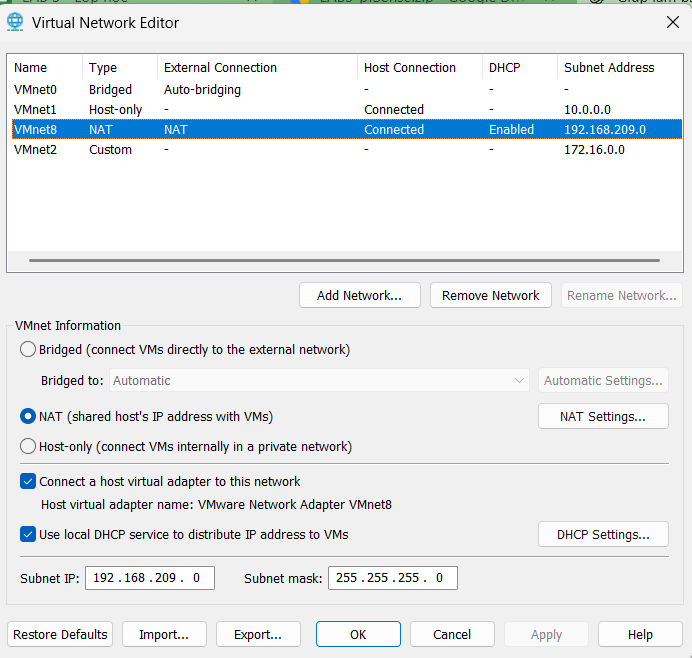 Virtual Network Editor
Name Type External Connection Host Connection DHCP Subnet Address
VMnet0 Bridged Auto-bridging - - -
VMnet1 Host-only - Connected - 10.0.0.0
VMnet8 NAT NAT Connected Enabled 192.168.209.0
VMnet2 Custom - - - 172.16.0.0
Add Network... Remove Network Rename Network...
VMnet Information
Bridged (connect VMs directly to the external network)
Bridged to: Automatic Automatic Settings...
NAT (shared host's IP address with VMs) NAT Settings...
Host-only (connect VMs internally in a private network)
Connect a host virtual adapter to this network
Host virtual adapter name: VMware Network Adapter VMnet8
Use local DHCP service to distribute IP address to VMs DHCP Settings...
Subnet IP: 192 . 168 . 209 . 0 Subnet mask: 255 . 255 . 255 . 0
Restore Defaults Import... Export... OK Cancel Apply Help